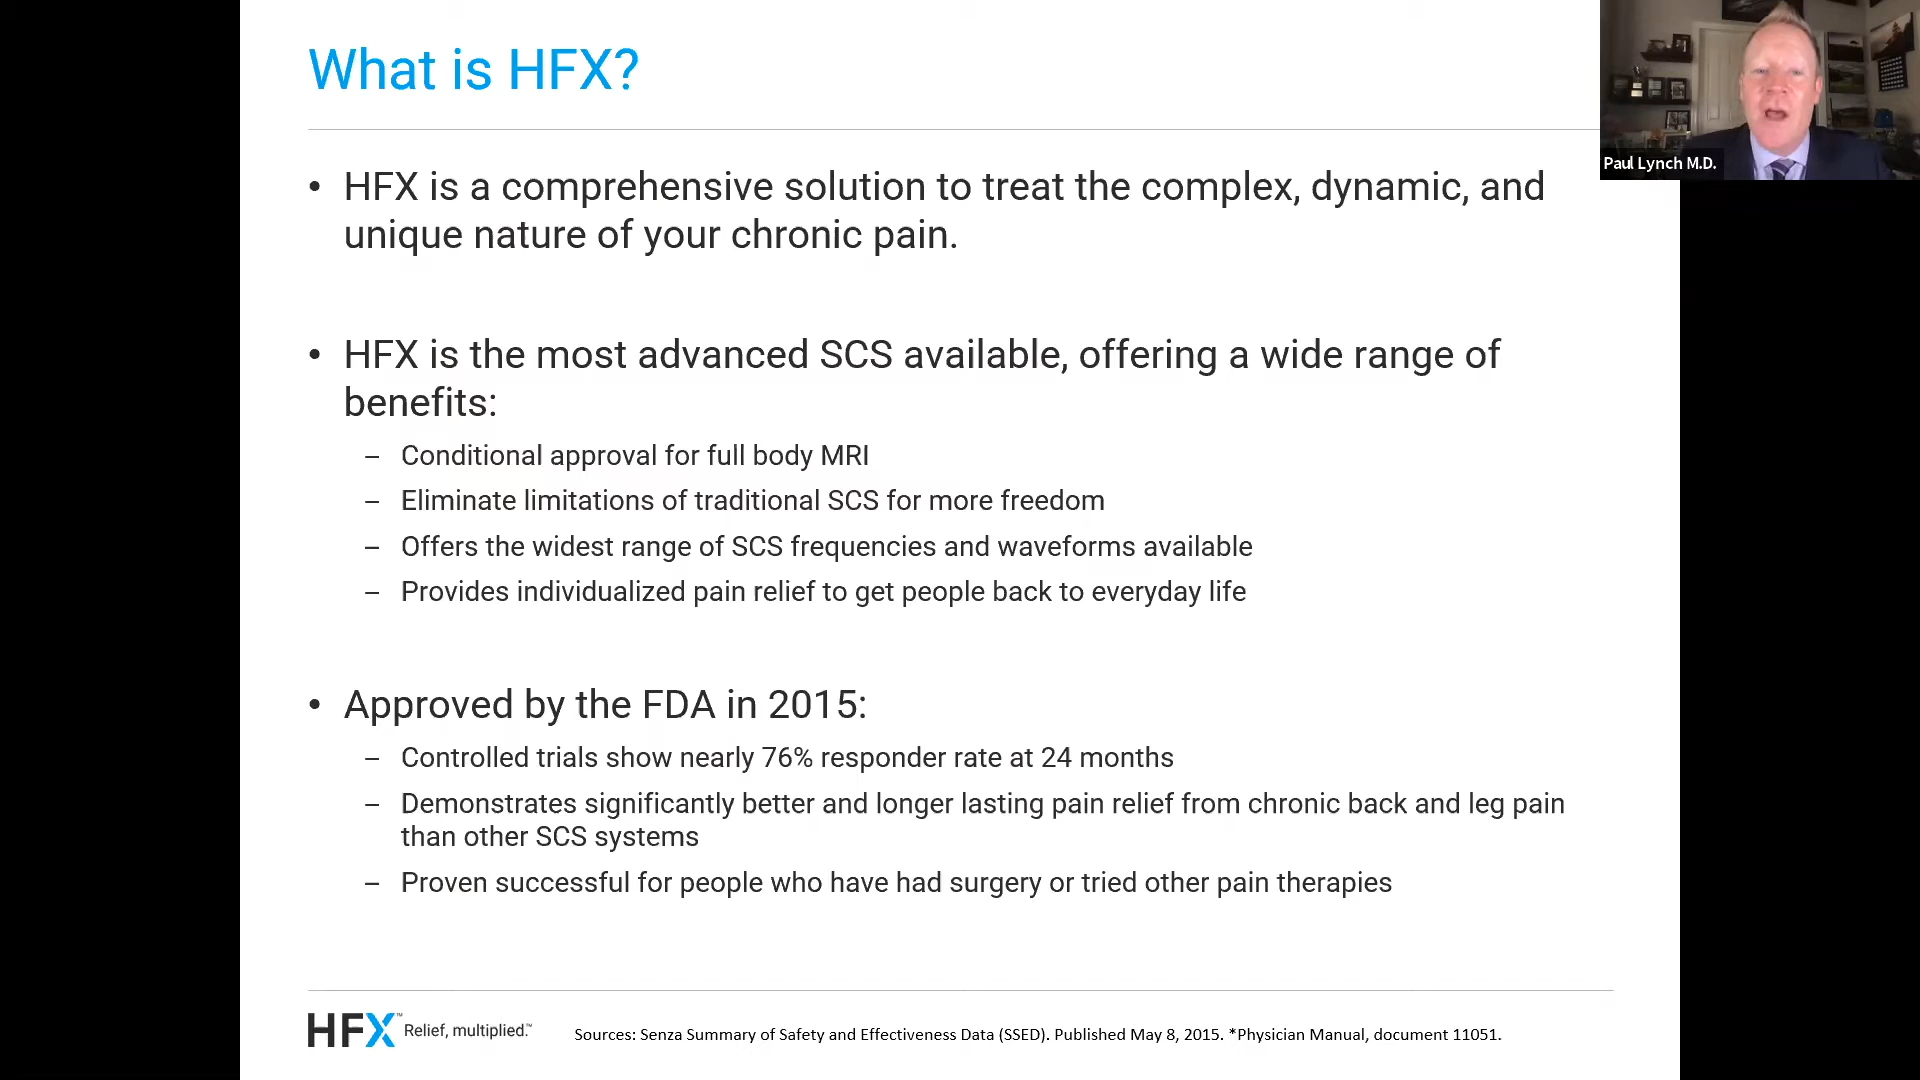 What is HFX?
Paul Lynch M.D.
• HFX is a comprehensive solution to treat the complex, dynamic, and
unique nature of your chronic pain.
• HFX is the most advanced SCS available, offering a wide range of
benefits:
– Conditional approval for full body MRI
– Eliminate limitations of traditional SCS for more freedom
– Offers the widest range of SCS frequencies and waveforms available
– Provides individualized pain relief to get people back to everyday life
• Approved by the FDA in 2015:
– Controlled trials show nearly 76% responder rate at 24 months
– Demonstrates significantly better and longer lasting pain relief from chronic back and leg pain
than other SCS systems
– Proven successful for people who have had surgery or tried other pain therapies
HFX™ Relief, multiplied.™
Sources: Senza Summary of Safety and Effectiveness Data (SSED). Published May 8, 2015. *Physician Manual, document 11051.